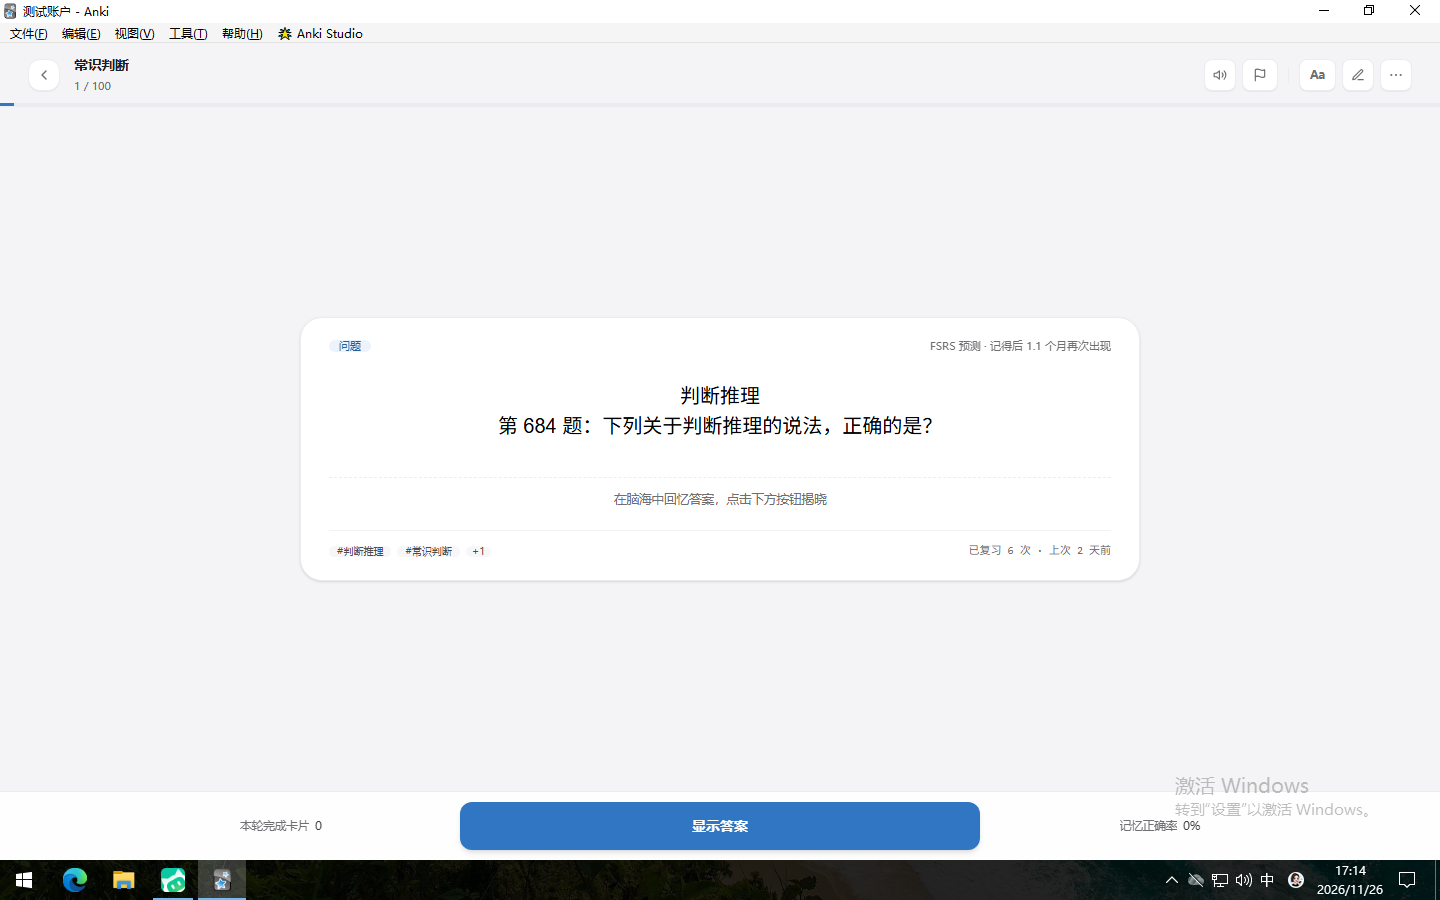 测试账户 - Anki
文件(F) 编辑(E) 视图(V) 工具(T) 帮助(H) Anki Studio
常识判断
1 / 100
Aa
问题
FSRS 预测 · 记得后 1.1 个月再次出现
判断推理
第 684 题：下列关于判断推理的说法，正确的是？
在脑海中回忆答案，点击下方按钮揭晓
#判断推理 #常识判断 +1
已复习 6 次 · 上次 2 天前
激活 Windows
转到“设置”以激活 Windows。
本轮完成卡片 0
显示答案
记忆正确率 0%
中
17:14
2026/11/26